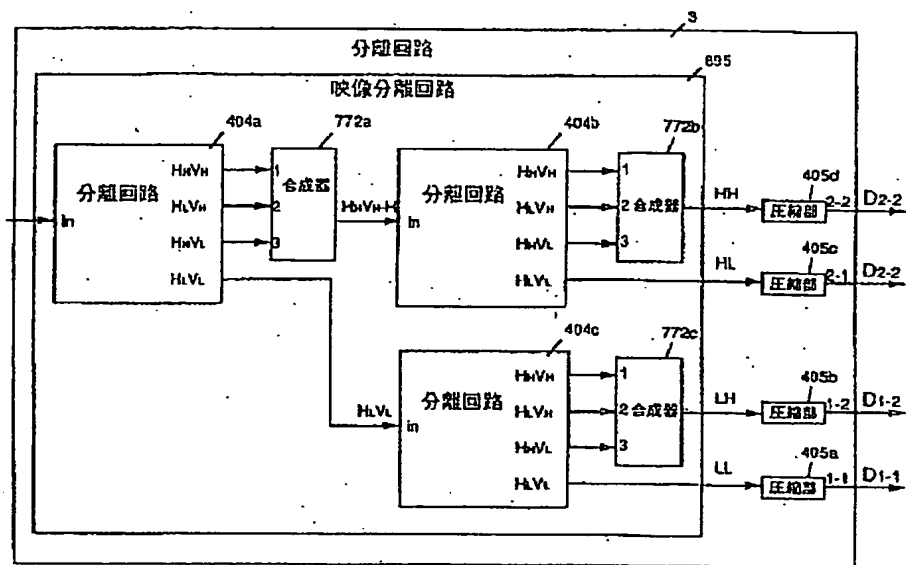 3
分離回路
895
映像分離回路
404a
772a
404b
772b
405d
分離回路
HHVH
HLVH
HHVL
HLVL
in
1
2
3
合成器
HHVH-H
分離回路
HHVH
HLVH
HHVL
HLVL
in
1
2
3
合成器
HH
圧縮部
2-2
D2-2
405c
HL
圧縮部
2-1
D2-2
404c
772c
HLVL
分離回路
HHVH
HLVH
HHVL
HLVL
in
1
2
3
合成器
405b
LH
圧縮部
1-2
D1-2
405a
LL
圧縮部
1-1
D1-1